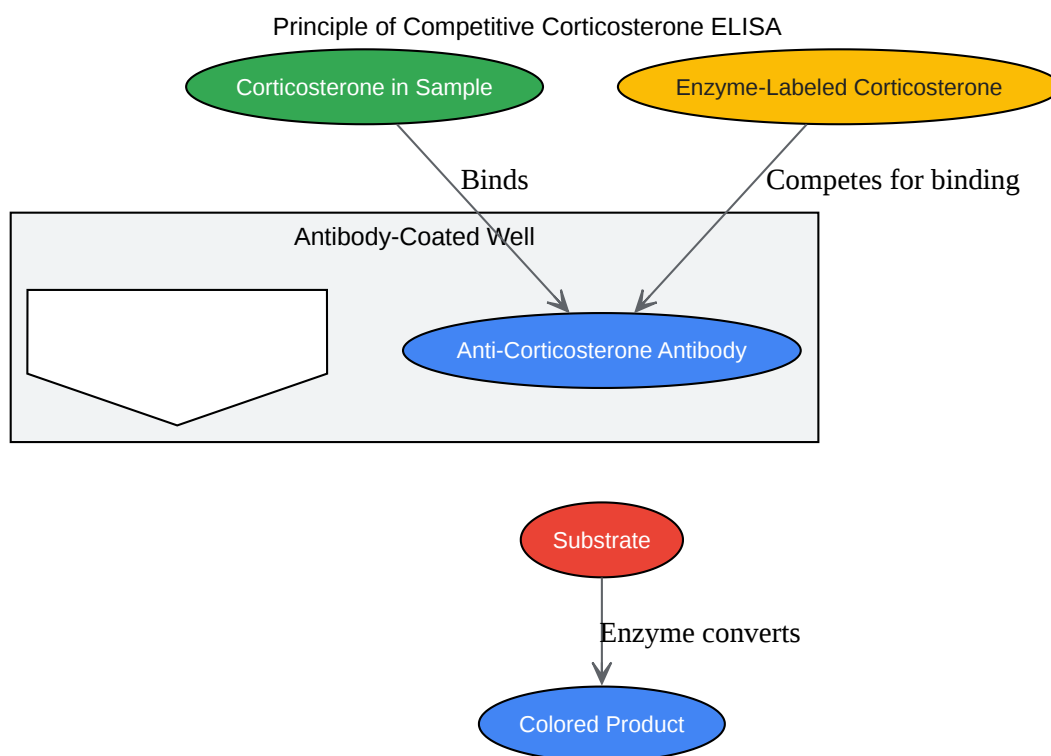 Principle of Competitive Corticosterone ELISA
Corticosterone in Sample
Enzyme-Labeled Corticosterone
Binds
Competes for binding
Antibody-Coated Well
Anti-Corticosterone Antibody
Substrate
Enzyme converts
Colored Product